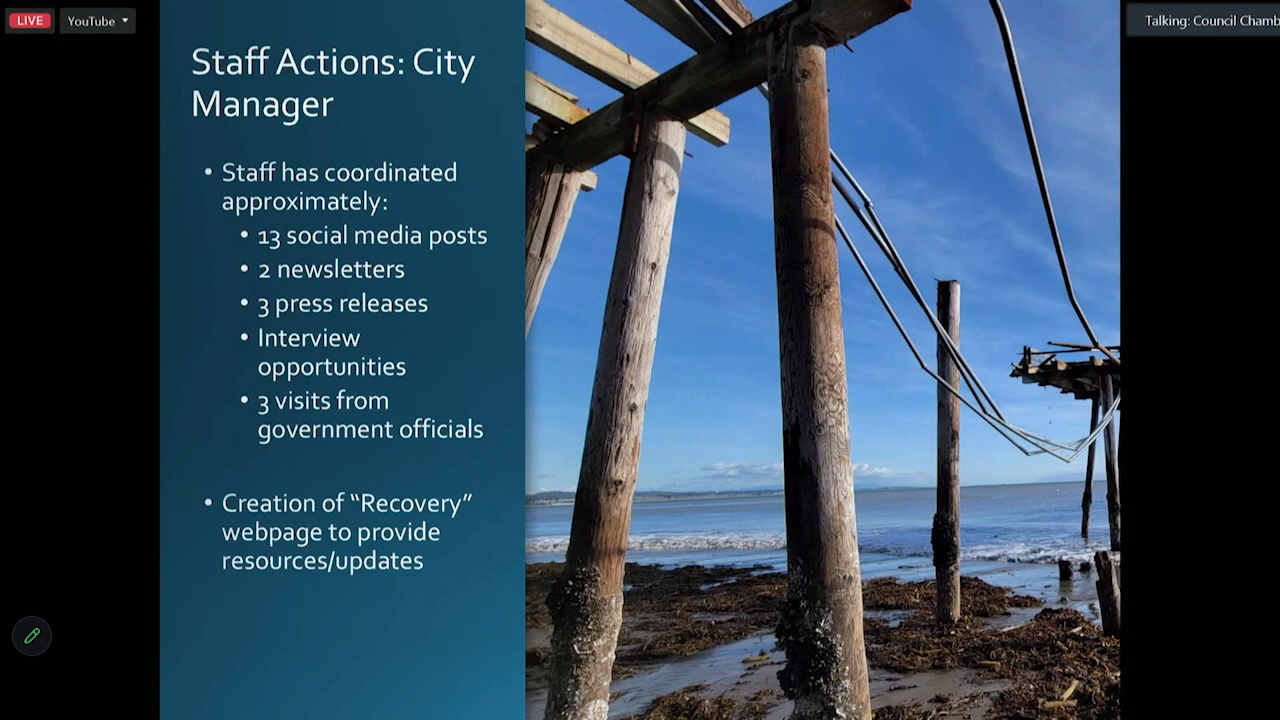 LIVE
YouTube
Talking: Council Chamb
Staff Actions: City
Manager
• Staff has coordinated
approximately:
• 13 social media posts
• 2 newsletters
• 3 press releases
• Interview
opportunities
• 3 visits from
government officials
• Creation of “Recovery”
webpage to provide
resources/updates